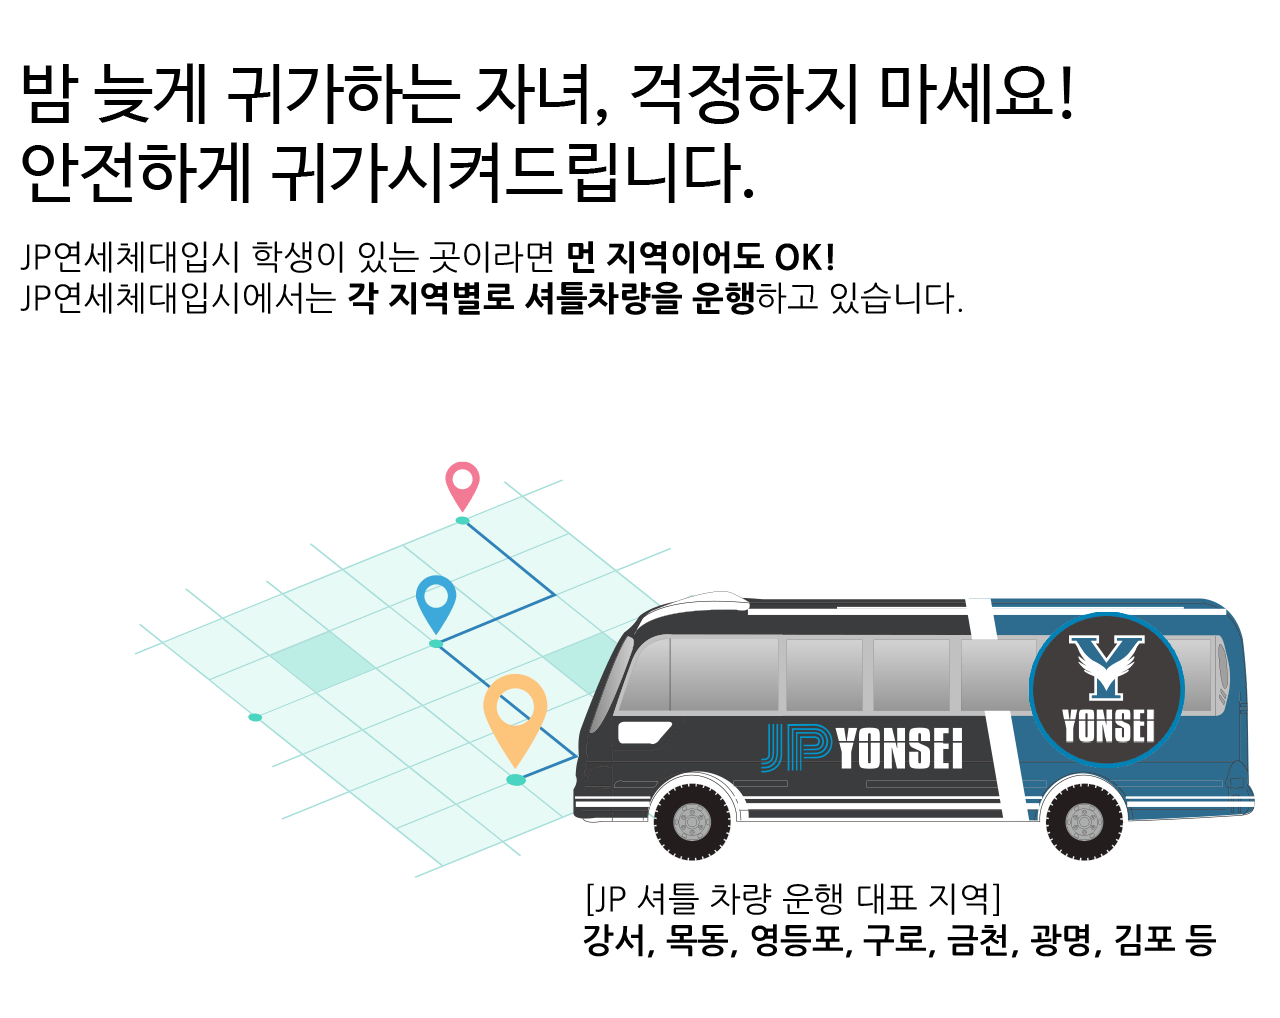 밤 늦게 귀가하는 자녀, 걱정하지 마세요!
안전하게 귀가시켜드립니다.
JP연세체대입시 학생이 있는 곳이라면 먼 지역이어도 OK!
JP연세체대입시에서는 각 지역별로 셔틀차량을 운행하고 있습니다.
Y
YONSEI
JP YONSEI
[JP 셔틀 차량 운행 대표 지역]
강서, 목동, 영등포, 구로, 금천, 광명, 김포 등